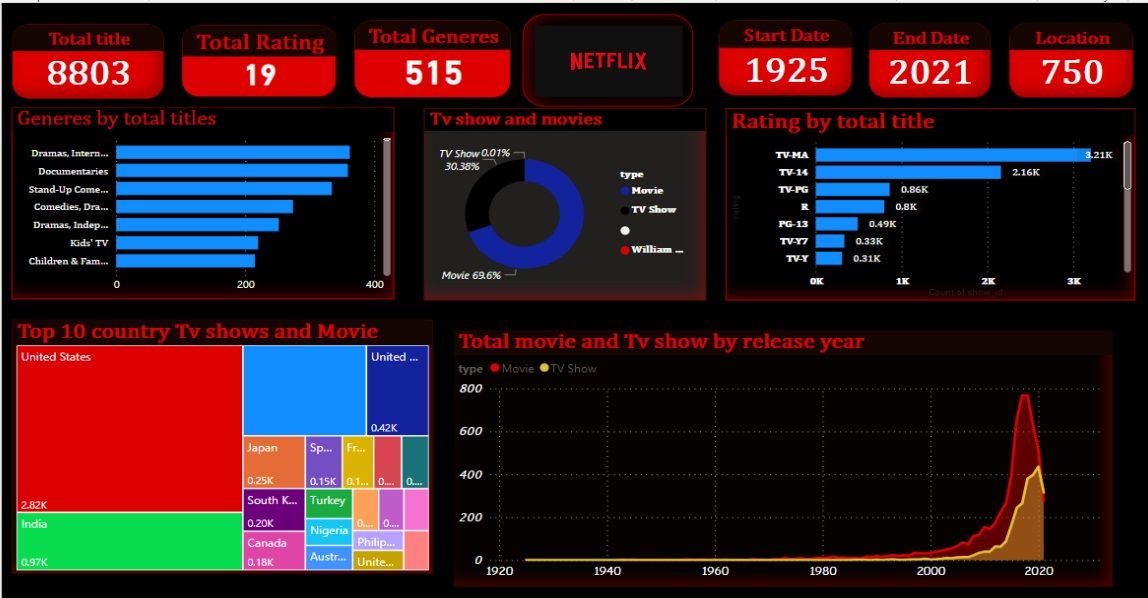 Total title
8803
Total Rating
19
Total Generes
515
NETFLIX
Start Date
1925
End Date
2021
Location
750
Generes by total titles
Dramas, Intern...
Documentaries
Stand-Up Come...
Comedies, Dra...
Dramas, Indep...
Kids' TV
Children & Fam...
0
200
400
Tv show and movies
TV Show 0.01%
30.38%
Movie 69.6%
type
Movie
TV Show
William ...
Rating by total title
rating
TV-MA 3.21K
TV-14 2.16K
TV-PG 0.86K
R 0.8K
PG-13 0.49K
TV-Y7 0.33K
TV-Y 0.31K
0K 1K 2K 3K
Count of show_id
Top 10 country Tv shows and Movie
United States
2.82K
India
0.97K
United ...
0.42K
Japan
0.25K
Sp...
0.15K
Fr...
0.1...
0....
0....
South K...
0.20K
Canada
0.18K
Turkey
Nigeria
Austr...
0....
0....
Philip...
Unite...
Total movie and Tv show by release year
type Movie TV Show
800
600
400
200
0
1920 1940 1960 1980 2000 2020